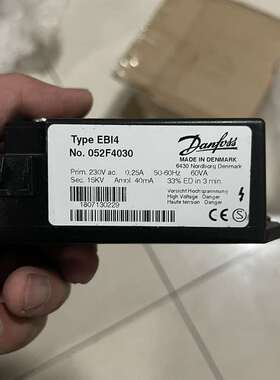 Type EBI4
No. 052F4030
Danfoss
MADE IN DENMARK
6430 Nordborg Denmark
Prim. 230V ac. 0,25A 50-60Hz 60VA
Sec. 15KV Ampl. 40mA 33% ED in 3 min.
Vorsicht Hochspannung
High Voltage - Danger
Haute tension - Danger
1807130229
CE